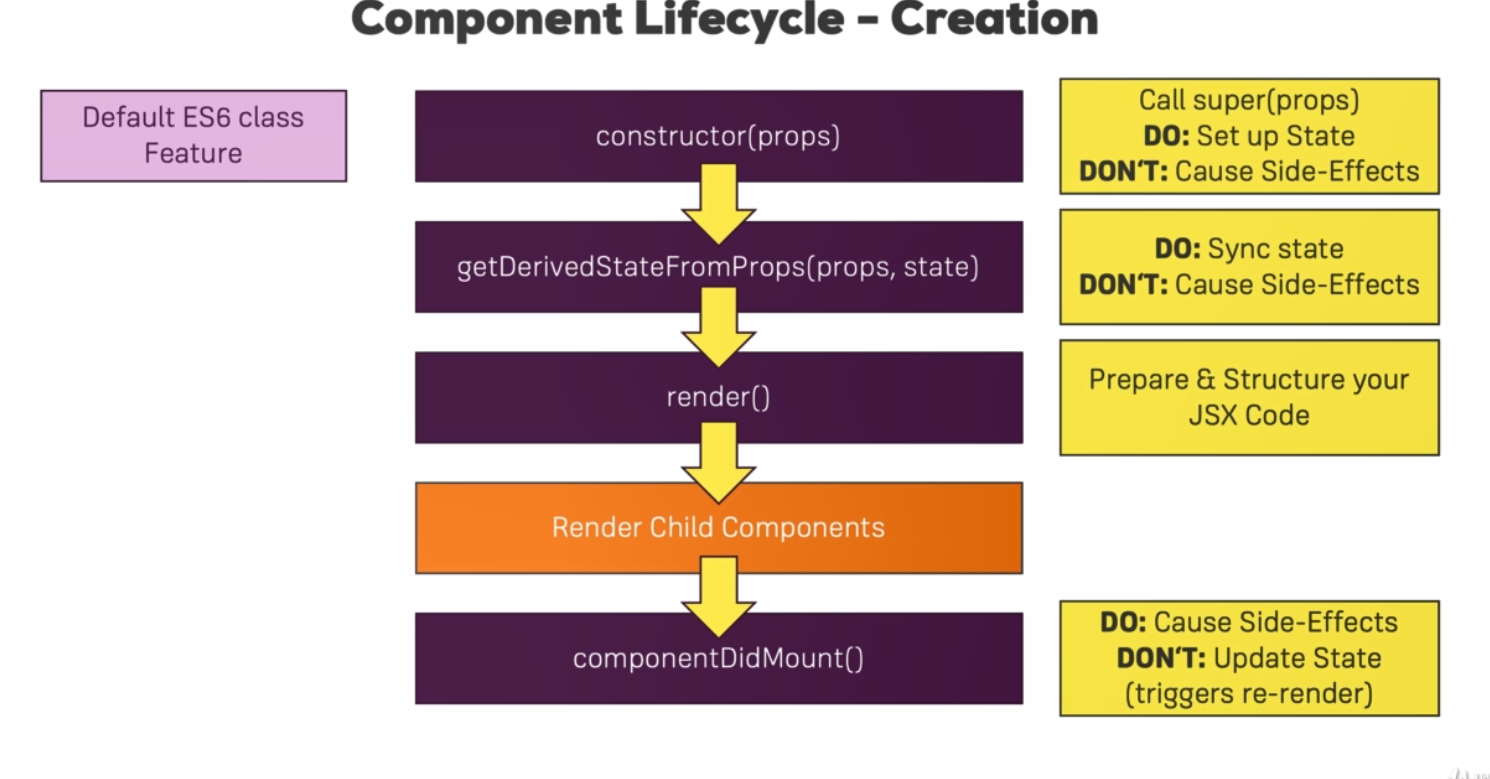 Component Lifecycle – Creation
Default ES6 class
Feature
constructor(props)
Call super(props)
DO: Set up State
DON‘T: Cause Side-Effects
getDerivedStateFromProps(props, state)
DO: Sync state
DON‘T: Cause Side-Effects
render()
Prepare & Structure your
JSX Code
Render Child Components
componentDidMount()
DO: Cause Side-Effects
DON‘T: Update State
(triggers re-render)